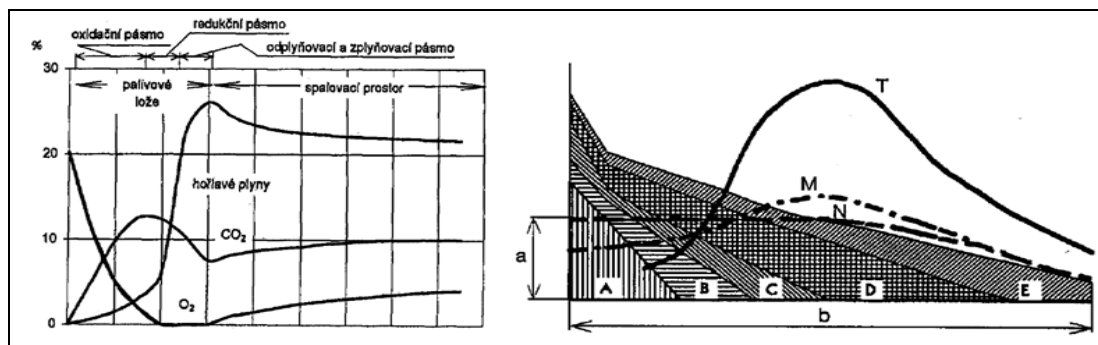 redukční pásmo
oxidační pásmo
odplyňovací a zplyňovací pásmo
%
30
palivové
lože
spalovací prostor
20
hořlavé plyny
CO₂
10
O₂
0
T
M
N
a
A
B
C
D
E
b